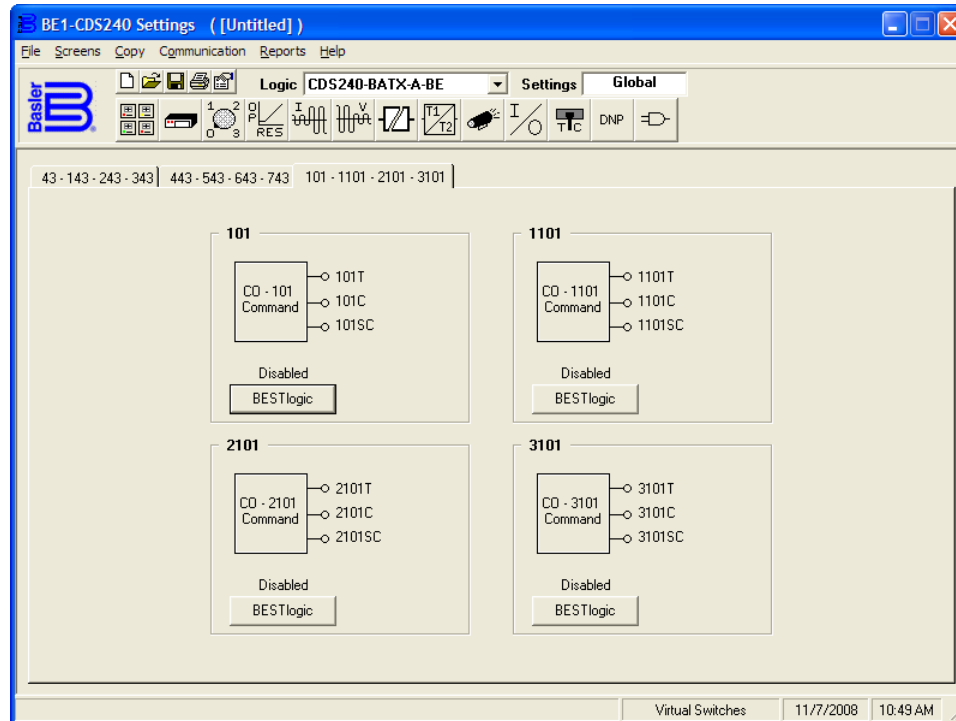 BE1-CDS240 Settings ( [Untitled] )
File Screens Copy Communication Reports Help
Basler
Logic CDS240-BATX-A-BE Settings Global
O P RES I V T1 T2 I O T C DNP
1 2 0 3
43 - 143 - 243 - 343 443 - 543 - 643 - 743 101 - 1101 - 2101 - 3101
101
CO - 101
Command
101T
101C
101SC
Disabled
BESTlogic
1101
CO - 1101
Command
1101T
1101C
1101SC
Disabled
BESTlogic
2101
CO - 2101
Command
2101T
2101C
2101SC
Disabled
BESTlogic
3101
CO - 3101
Command
3101T
3101C
3101SC
Disabled
BESTlogic
Virtual Switches 11/7/2008 10:49 AM